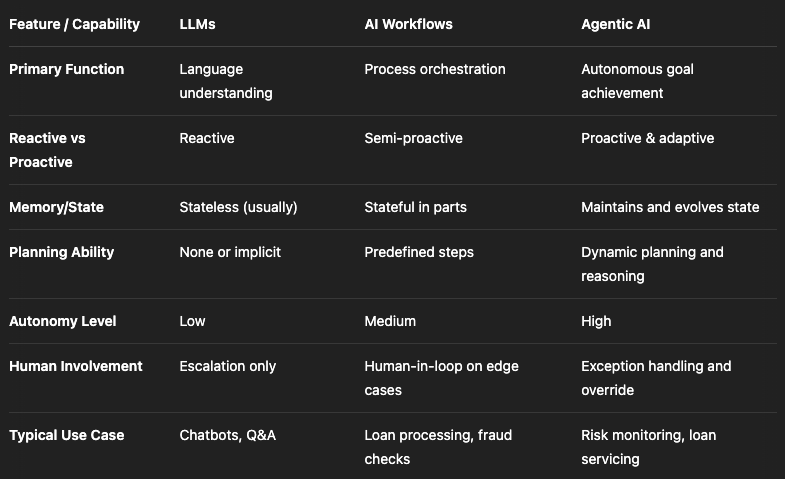 Feature / Capability LLMs AI Workflows Agentic AI
Primary Function Language Process orchestration Autonomous goal
understanding achievement
Reactive vs Reactive Semi-proactive Proactive & adaptive
Proactive
Memory/State Stateless (usually) Stateful in parts Maintains and evolves state
Planning Ability None or implicit Predefined steps Dynamic planning and
reasoning
Autonomy Level Low Medium High
Human Involvement Escalation only Human-in-loop on edge Exception handling and
cases override
Typical Use Case Chatbots, Q&A Loan processing, fraud Risk monitoring, loan
checks servicing